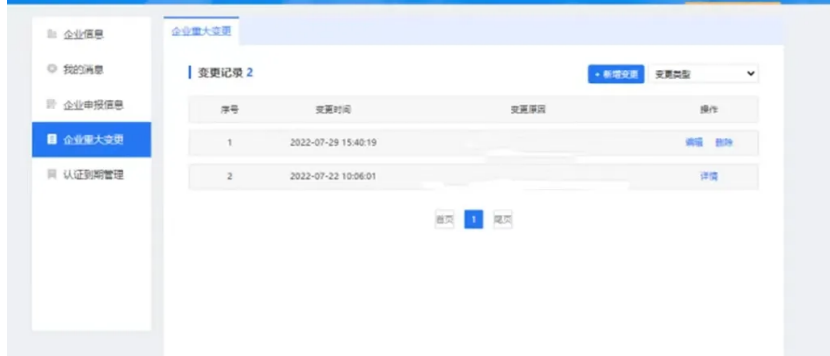 企业信息
我的消息
企业申报信息
企业重大变更
认证到期管理
企业重大变更
变更记录 2
+ 新增变更
变更类型
序号 变更时间 变更原因 操作
1 2022-07-29 15:40:19 编辑 删除
2 2022-07-22 10:06:01 详情
首页 1 尾页